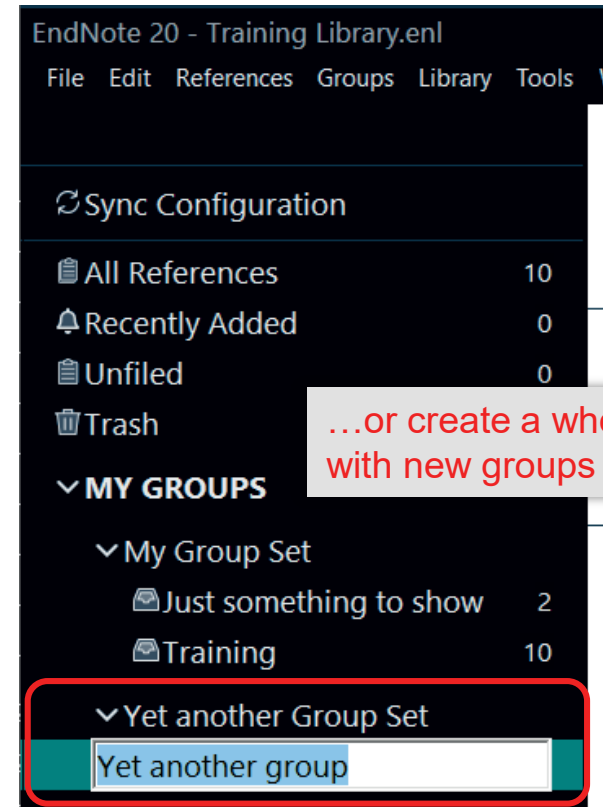 EndNote 20 - Training Library.enl
File Edit References Groups Library Tools
Sync Configuration
All References 10
Recently Added 0
Unfiled 0
Trash
…or create a
with new groups
MY GROUPS
My Group Set
Just something to show 2
Training 10
Yet another Group Set
Yet another group